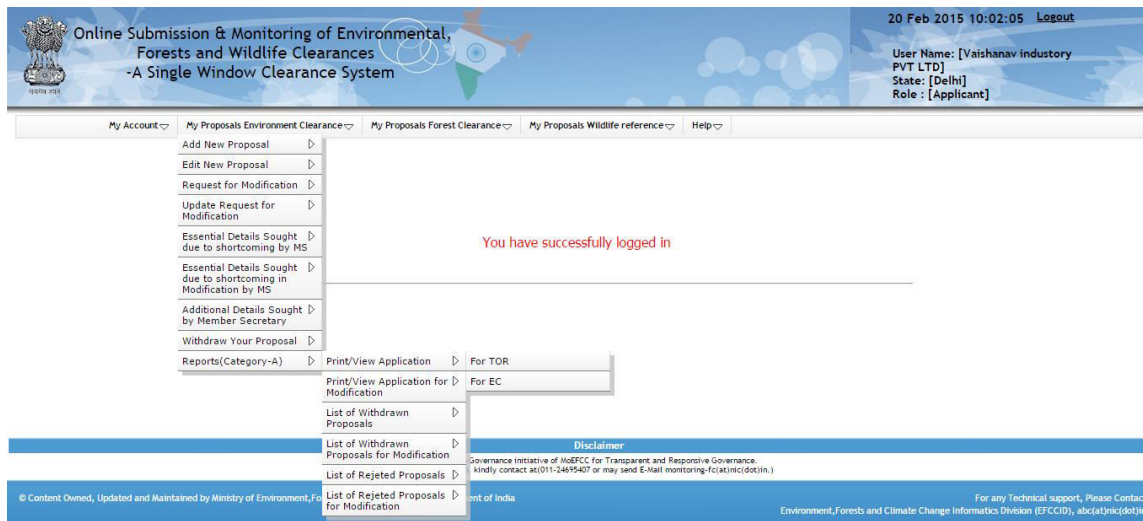 Online Submission & Monitoring of Environmental,
Forests and Wildlife Clearances
-A Single Window Clearance System
20 Feb 2015 10:02:05 Logout
User Name: [Vaishanav industory
PVT LTD]
State: [Delhi]
Role : [Applicant]
My Account My Proposals Environment Clearance My Proposals Forest Clearance My Proposals Wildlife reference Help
Add New Proposal
Edit New Proposal
Request for Modification
Update Request for
Modification
Essential Details Sought
due to shortcoming by MS
Essential Details Sought
due to shortcoming in
Modification by MS
Additional Details Sought
by Member Secretary
Withdraw Your Proposal
Reports(Category-A)
You have successfully logged in
Print/View Application
Print/View Application for
Modification
List of Withdrawn
Proposals
List of Withdrawn
Proposals for Modification
List of Rejeted Proposals
List of Rejeted Proposals
for Modification
For TOR
For EC
Disclaimer
Governance initiative of MoEFCC for Transparent and Responsive Governance.
kindly contact at(011-24695407 or may send E-Mail monitoring-fc(at)nic(dot)in.)
© Content Owned, Updated and Maintained by Ministry of Environment,Fo ent of India
For any Technical support, Please Contac
Environment,Forests and Climate Change Informatics Division (EFCCID), abc(at)nic(dot)i